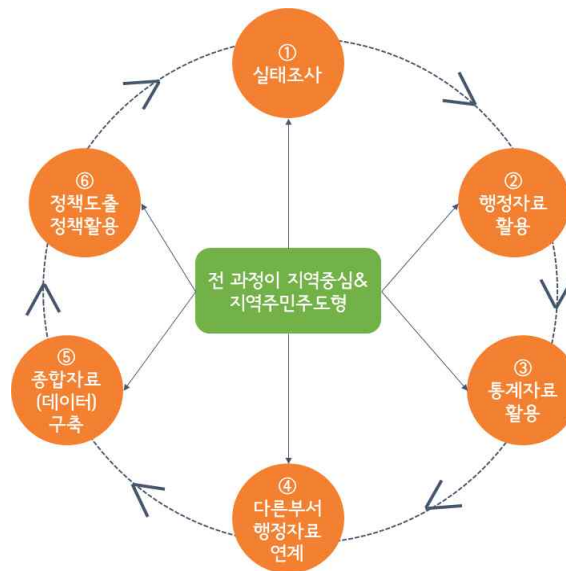 ①
실태조사
②
행정자료
활용
③
통계자료
활용
④
다른부서
행정자료
연계
⑤
종합자료
(데이터)
구축
⑥
정책도출
정책활용
전 과정이 지역중심&
지역주민주도형